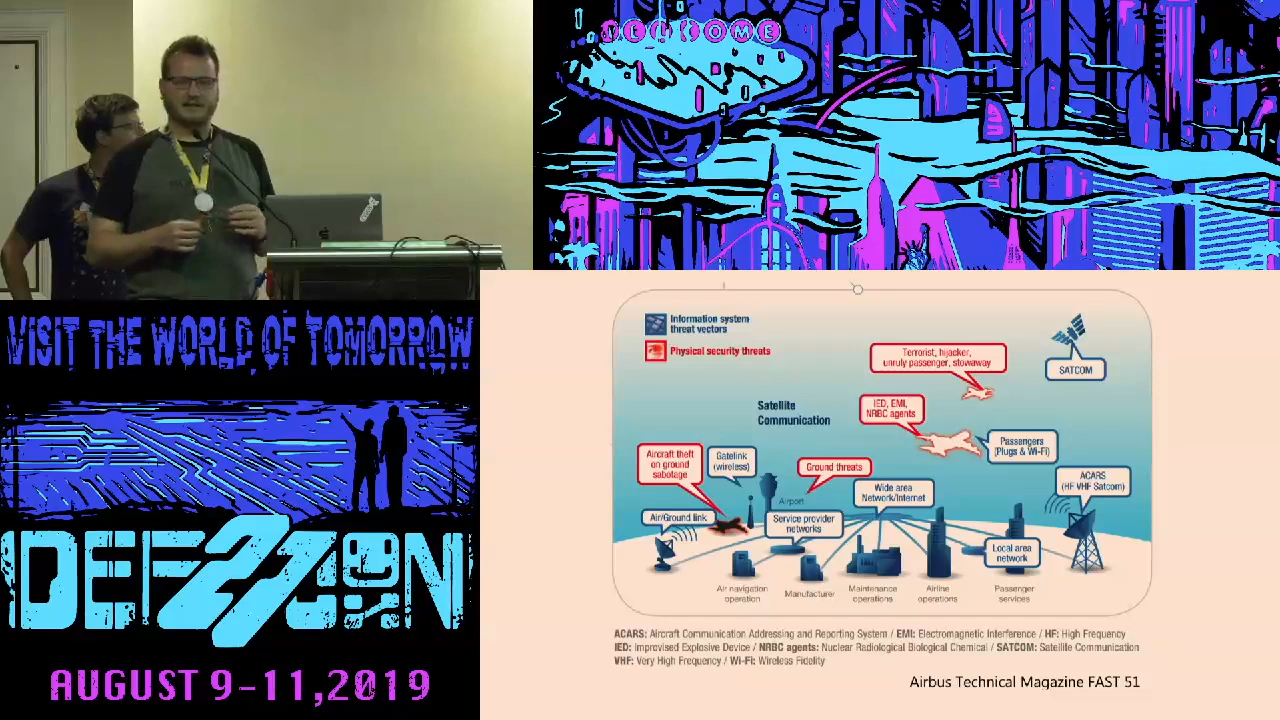 WELCOME
VISIT THE WORLD OF TOMORROW
DEF CON
AUGUST 9-11,2019
Information system
threat vectors
Physical security threats
Terrorist, hijacker,
unruly passenger, stowaway
SATCOM
Satellite
Communication
IED, EMI,
NRBC agents
Passengers
(Plugs & Wi-Fi)
Aircraft theft
on ground
sabotage
Gatelink
(wireless)
Ground threats
ACARS
(HF VHF Satcom)
Wide area
Network/Internet
Airport
Air/Ground link
Service provider
networks
Local area
network
Air navigation
operation
Manufacturer
Maintenance
operations
Airline
operations
Passenger
services
ACARS: Aircraft Communication Addressing and Reporting System / EMI: Electromagnetic Interference / HF: High Frequency
IED: Improvised Explosive Device / NRBC agents: Nuclear Radiological Biological Chemical / SATCOM: Satellite Communication
VHF: Very High Frequency / Wi-Fi: Wireless Fidelity
Airbus Technical Magazine FAST 51